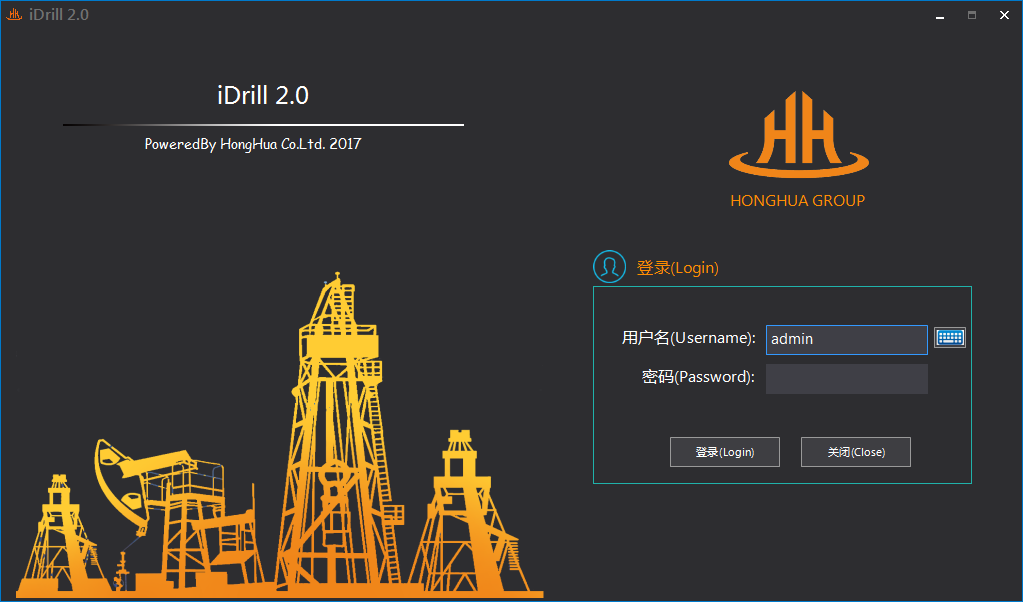 iDrill 2.0
iDrill 2.0
PoweredBy HongHua Co.Ltd. 2017
HONGHUA GROUP
登录(Login)
用户名(Username): admin
密码(Password):
登录(Login) 关闭(Close)